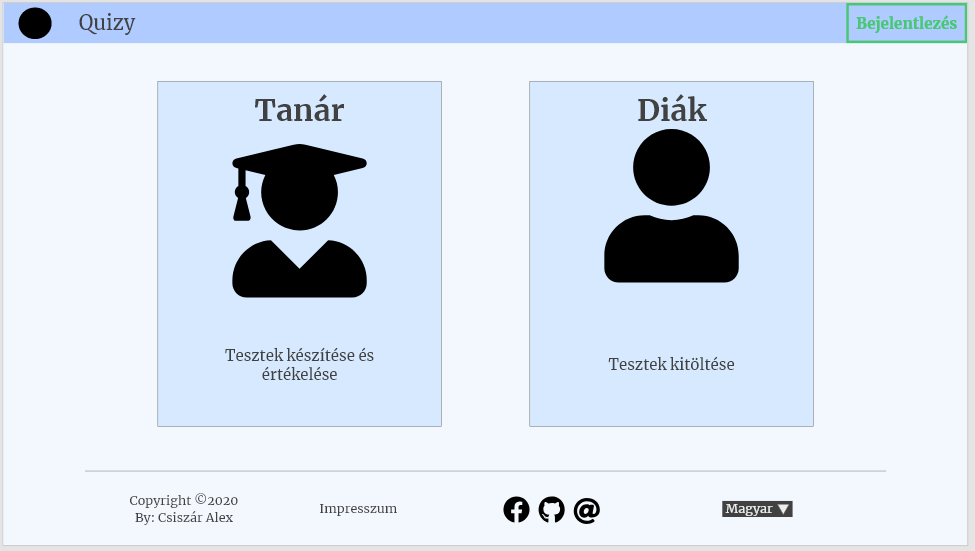 Quizy
Bejelentlezés
Tanár
Diák
Tesztek készítése és
értékelése
Tesztek kitöltése
Copyright ©2020
By: Csiszár Alex
Impresszum
Magyar ▼